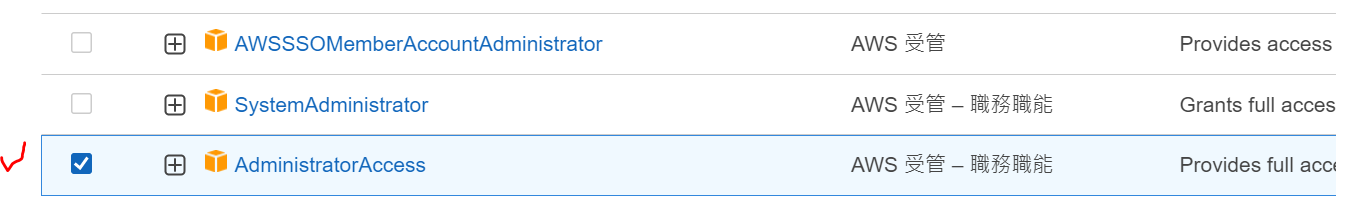 AWSSSOMemberAccountAdministrator AWS 受管 Provides access
SystemAdministrator AWS 受管 – 職務職能 Grants full acces
AdministratorAccess AWS 受管 – 職務職能 Provides full acce